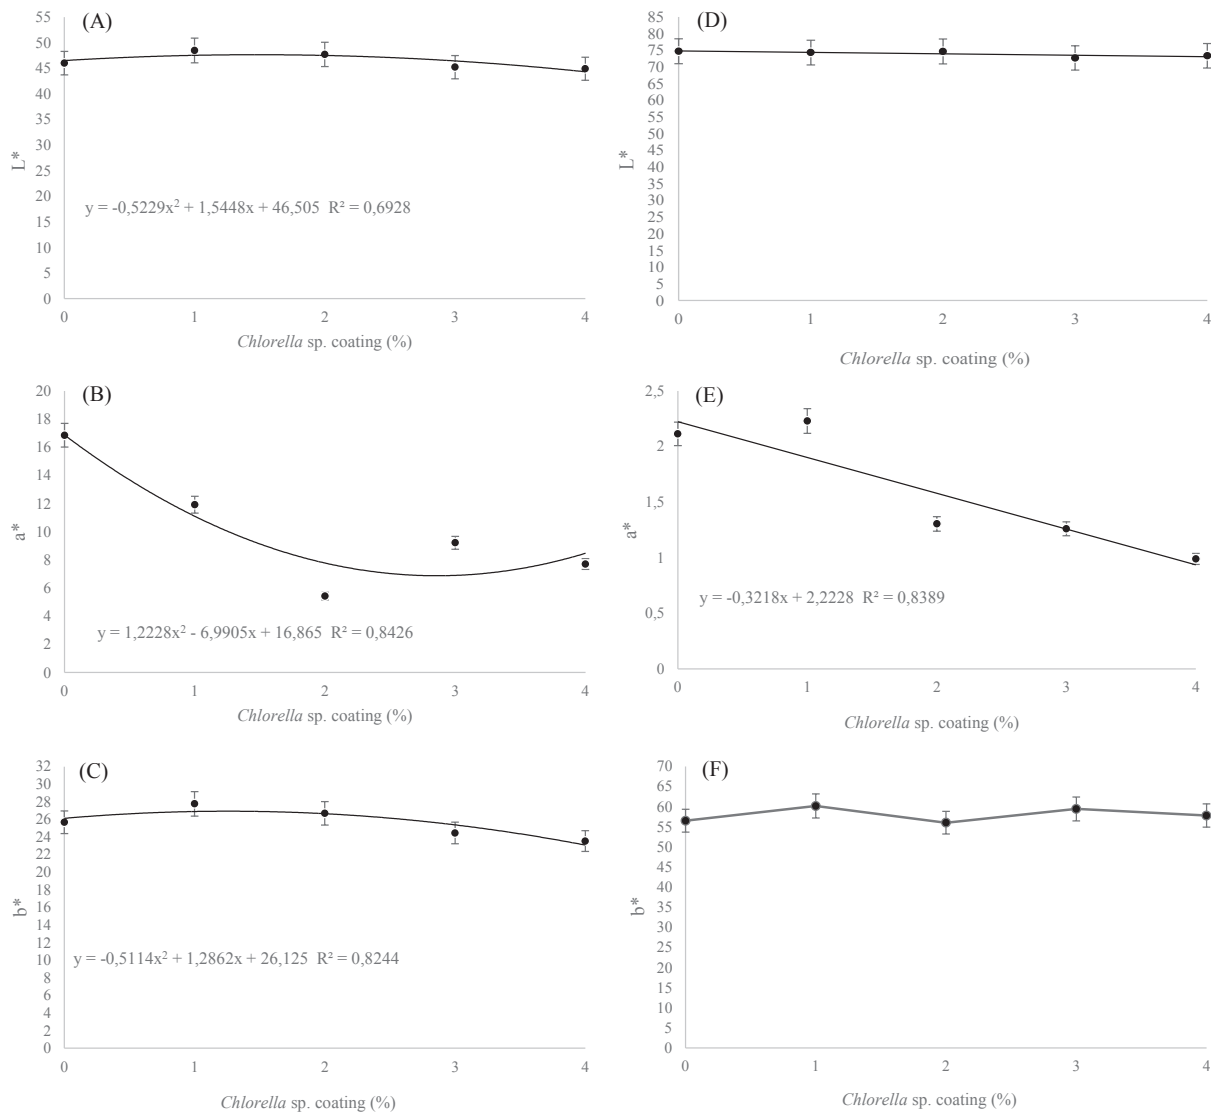 (A)
55
50
45
40
35
30
25
20
15
10
5
0
L*
y = -0,5229x² + 1,5448x + 46,505 R² = 0,6928
0 1 2 3 4
Chlorella sp. coating (%)
(D)
85
80
75
70
65
60
55
50
45
40
35
30
25
20
15
10
5
0
L*
0 1 2 3 4
Chlorella sp. coating (%)
(B)
20
18
16
14
12
10
8
6
4
2
0
a*
y = 1,2228x² - 6,9905x + 16,865 R² = 0,8426
0 1 2 3 4
Chlorella sp. coating (%)
(E)
2,5
2
1,5
1
0,5
0
a*
y = -0,3218x + 2,2228 R² = 0,8389
0 1 2 3 4
Chlorella sp. coating (%)
(C)
32
30
28
26
24
22
20
18
16
14
12
10
8
6
4
2
0
b*
y = -0,5114x² + 1,2862x + 26,125 R² = 0,8244
0 1 2 3 4
Chlorella sp. coating (%)
(F)
70
65
60
55
50
45
40
35
30
25
20
15
10
5
0
b*
0 1 2 3 4
Chlorella sp. coating (%)